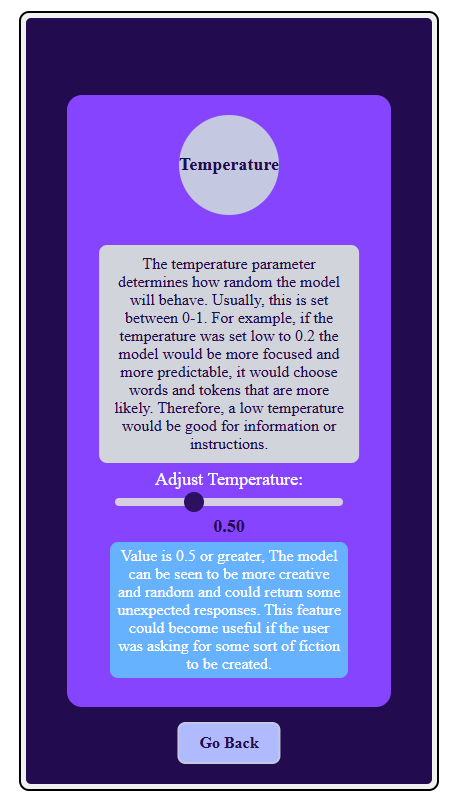 Temperature
The temperature parameter
determines how random the model
will behave. Usually, this is set
between 0-1. For example, if the
temperature was set low to 0.2 the
model would be more focused and
more predictable, it would choose
words and tokens that are more
likely. Therefore, a low temperature
would be good for information or
instructions.
Adjust Temperature:
0.50
Value is 0.5 or greater, The model
can be seen to be more creative
and random and could return some
unexpected responses. This feature
could become useful if the user
was asking for some sort of fiction
to be created.
Go Back